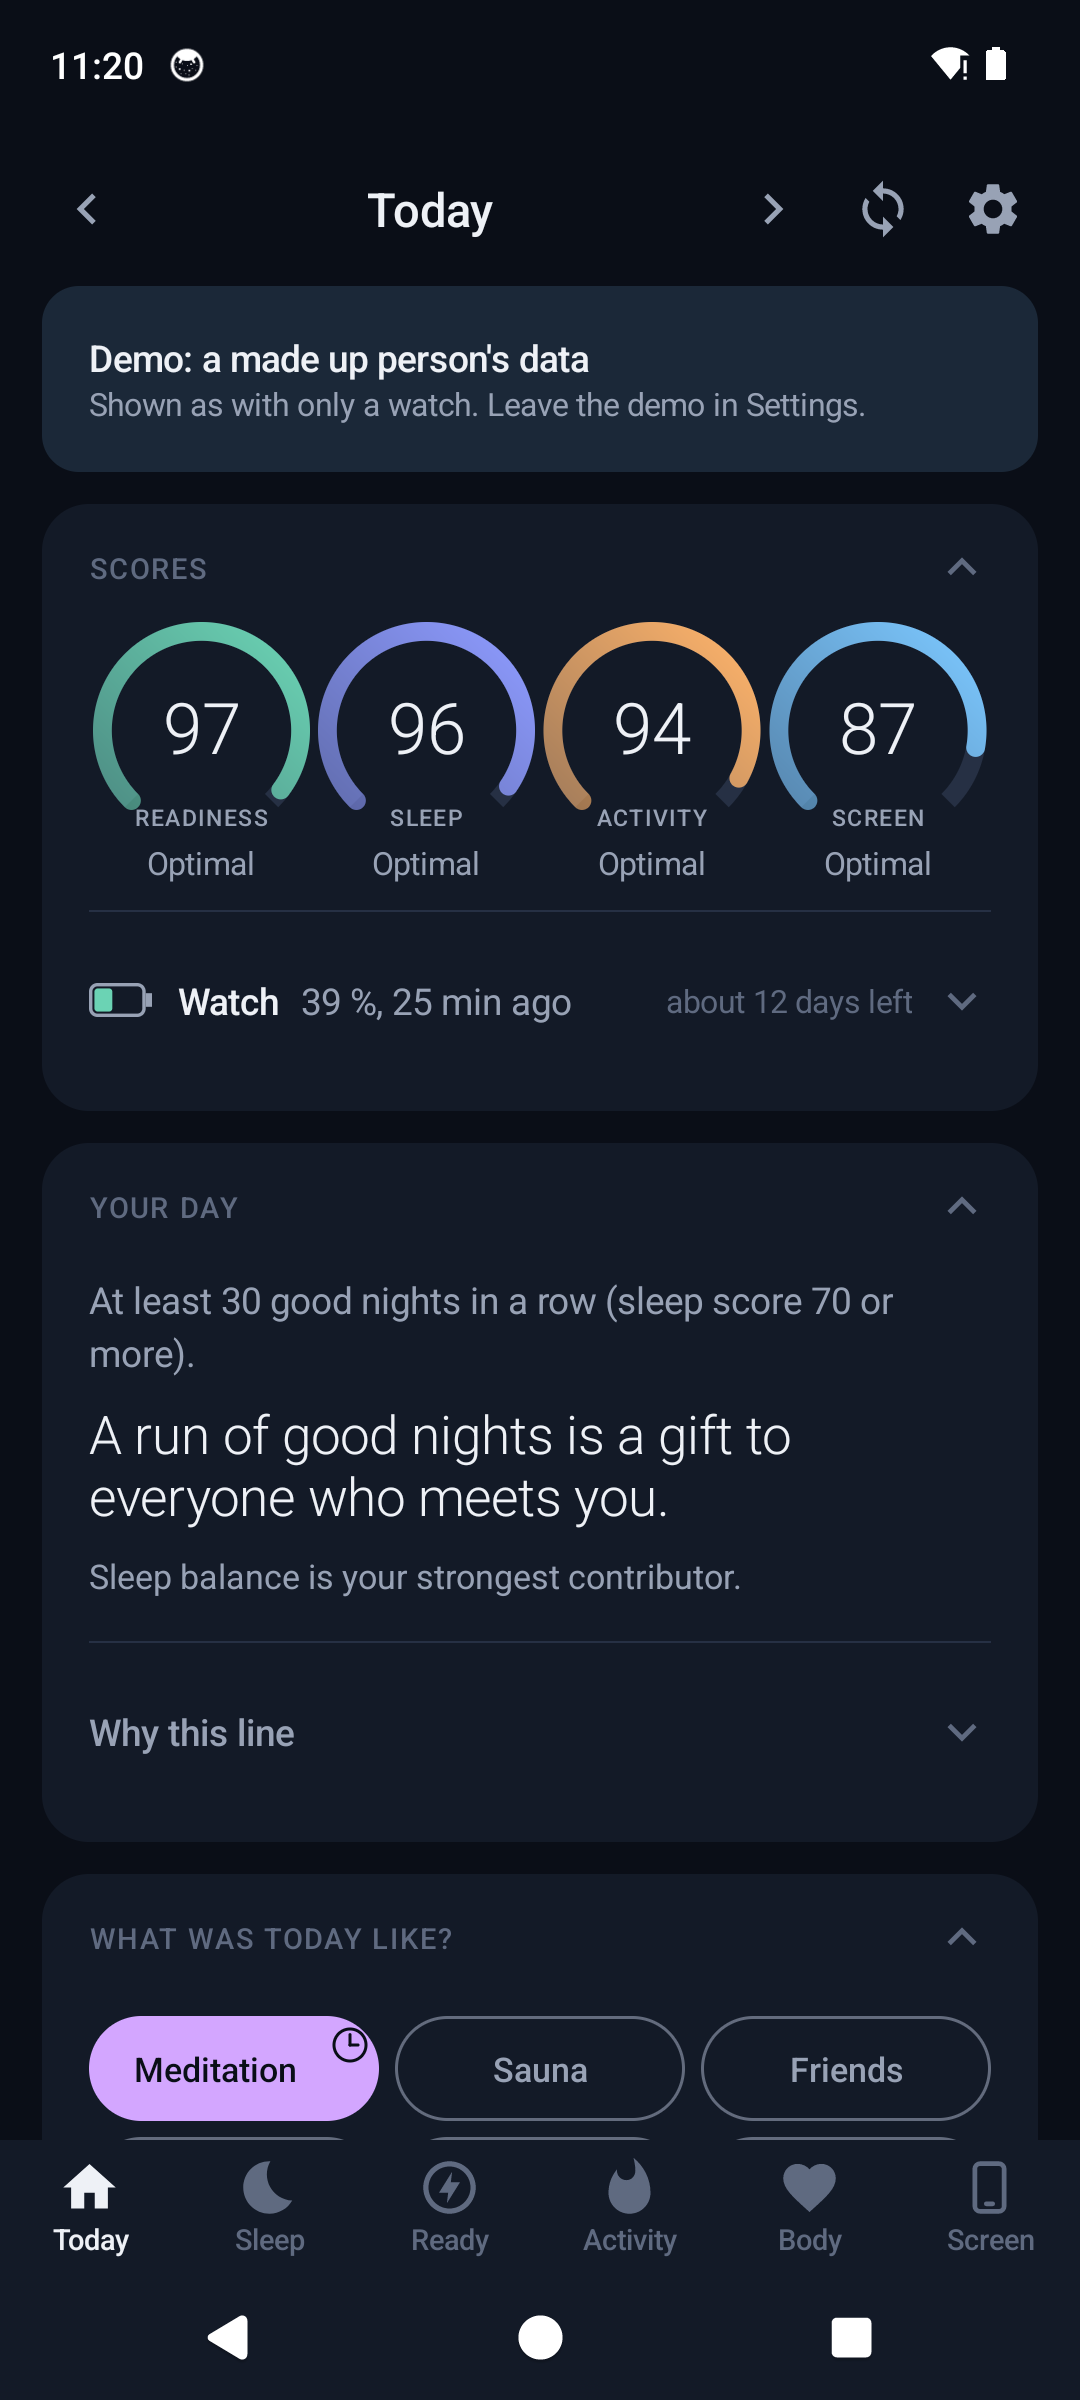 11:20
Today
Demo: a made up person's data
Shown as with only a watch. Leave the demo in Settings.
SCORES
97 96 94 87
READINESS SLEEP ACTIVITY SCREEN
Optimal Optimal Optimal Optimal
Watch 39 %, 25 min ago about 12 days left
YOUR DAY
At least 30 good nights in a row (sleep score 70 or
more).
A run of good nights is a gift to
everyone who meets you.
Sleep balance is your strongest contributor.
Why this line
WHAT WAS TODAY LIKE?
Meditation Sauna Friends
Today Sleep Ready Activity Body Screen